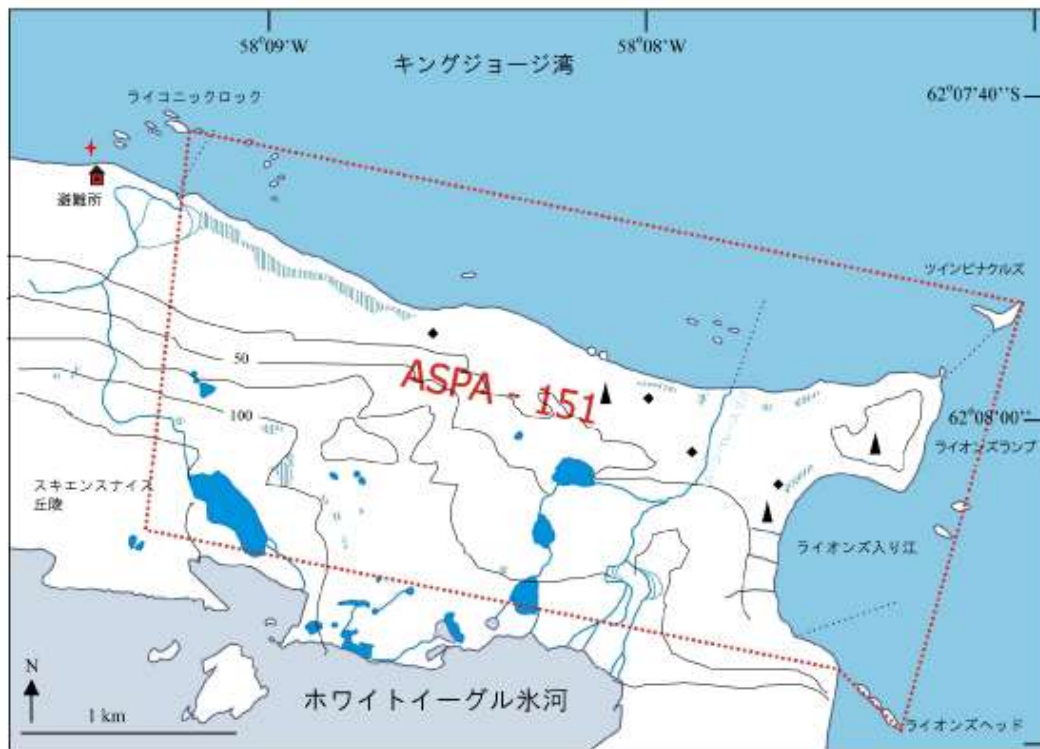 58°09'W
58°08'W
キングジョージ湾
62°07'40''S
ライコニックロック
避難所
ツインピナクルズ
50
ASPA - 151
100
62°08'00''
ライオンズランプ
スキエンスナイス
丘陵
ライオンズ入り江
N
ホワイトイーグル氷河
1 km
ライオンズヘッド